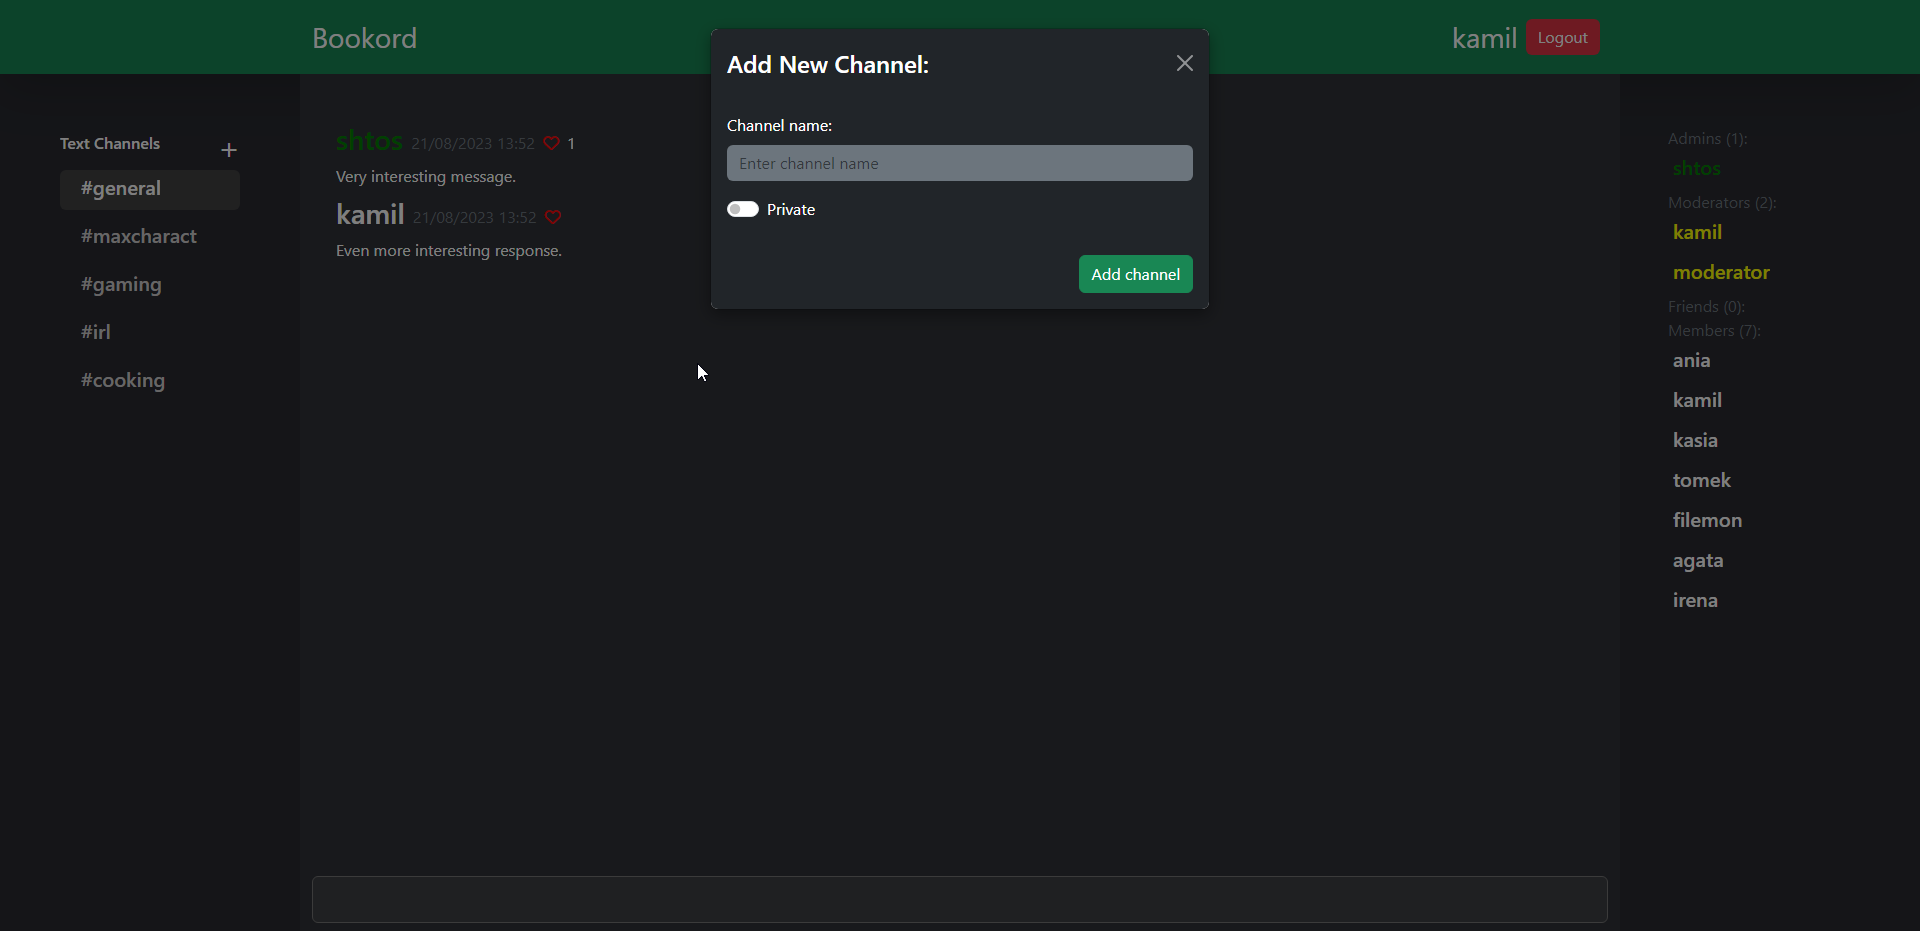 Bookord
kamil Logout
Add New Channel:
Channel name:
Enter channel name
Private
Add channel
Text Channels
#general
#maxcharact
#gaming
#irl
#cooking
shtos 21/08/2023 13:52 1
Very interesting message.
kamil 21/08/2023 13:52
Even more interesting response.
Admins (1):
shtos
Moderators (2):
kamil
moderator
Friends (0):
Members (7):
ania
kamil
kasia
tomek
filemon
agata
irena